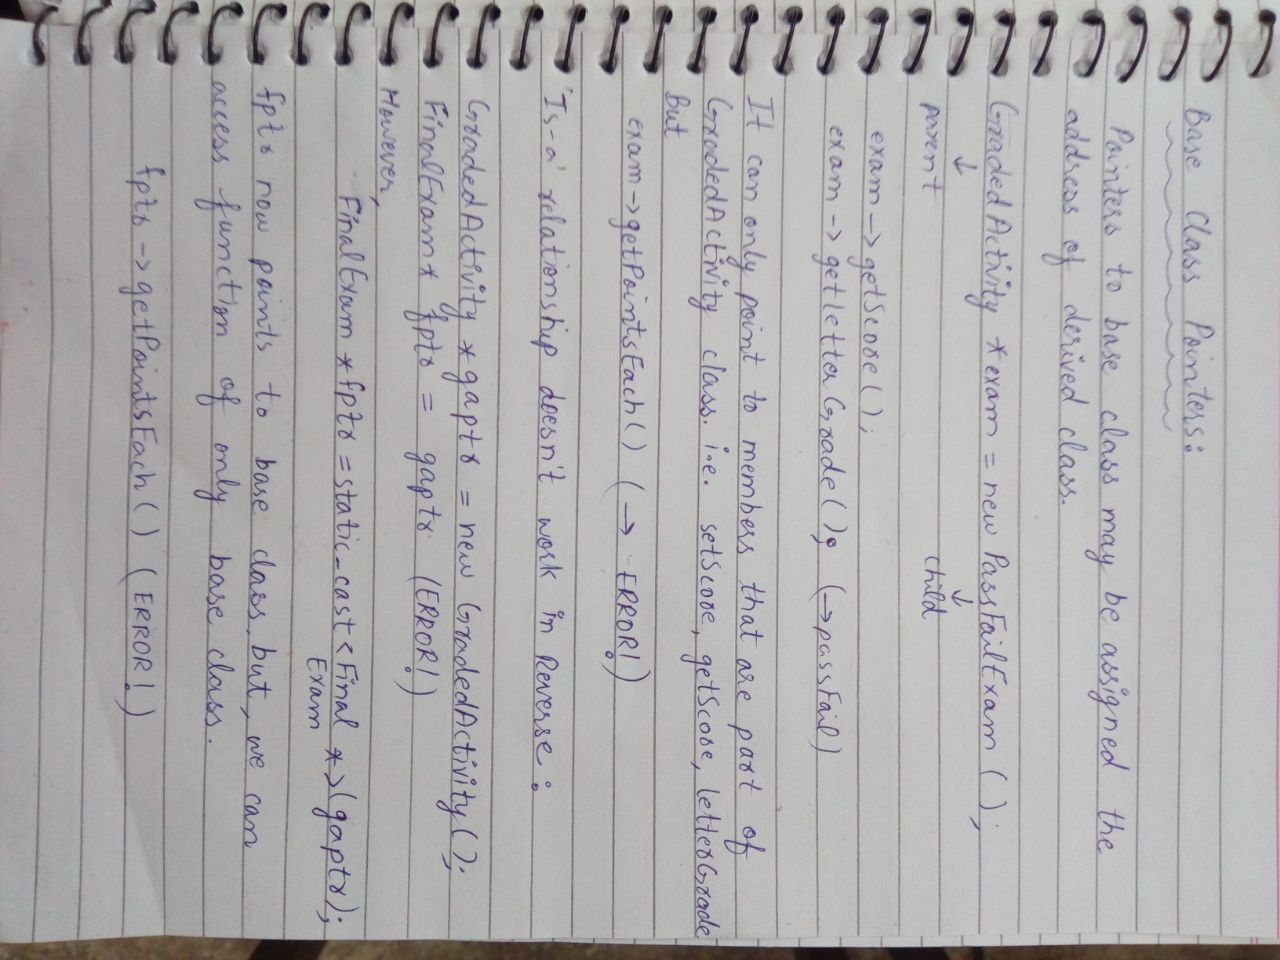 Base Class Pointers:
Pointers to base class may be assigned the
address of derived class.
GradedActivity *exam = new PassFailExam ( );
↓ ↓
parent child
exam->getScore( );
exam->getLetterGrade( ); (→passFail)
It can only point to members that are part of
GradedActivity class. i.e. setScore, getScore, letterGrade
But
exam->getPointsEach() (→ ERROR!)
'Is-a' relationship doesn't work in Reverse:
GradedActivity *gaptr = new GradedActivity( );
FinalExam* fptr = gaptr (ERROR!)
However,
FinalExam *fptr = static_cast<Final *>(gaptr);
Exam
fptr now points to base class, but, we can
access function of only base class.
fptr ->getPointsEach( ) (ERROR!)